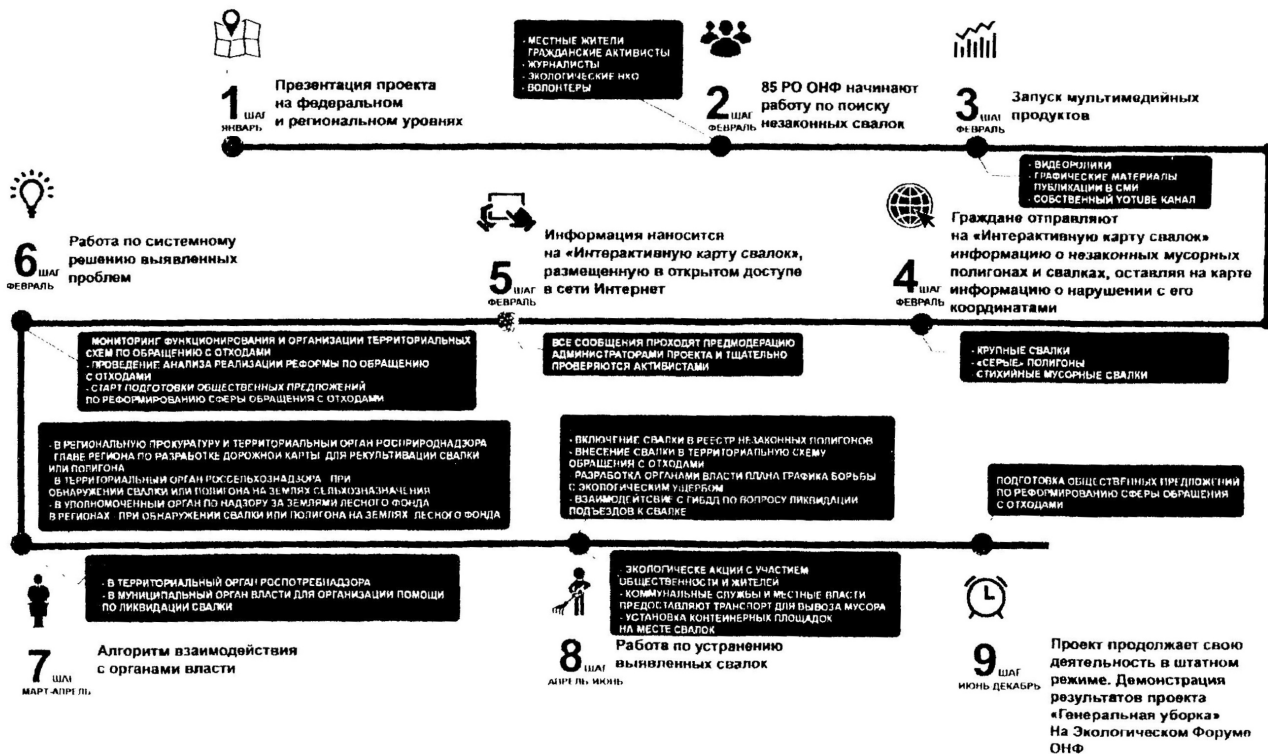 1 ШАГ
ЯНВАРЬ
Презентация проекта
на федеральном
и региональном уровнях
- МЕСТНЫЕ ЖИТЕЛИ
ГРАЖДАНСКИЕ АКТИВИСТЫ
- ЖУРНАЛИСТЫ
- ЭКОЛОГИЧЕСКИЕ НКО
- ВОЛОНТЕРЫ
2 ШАГ
ФЕВРАЛЬ
85 РО ОНФ начинают
работу по поиску
незаконных свалок
3 ШАГ
ФЕВРАЛЬ
Запуск мультимедийных
продуктов
- ВИДЕОРОЛИКИ
- ГРАФИЧЕСКИЕ МАТЕРИАЛЫ
ПУБЛИКАЦИИ В СМИ
- СОБСТВЕННЫЙ YOTUBE КАНАЛ
4 ШАГ
ФЕВРАЛЬ
Граждане отправляют
на «Интерактивную карту свалок»
информацию о незаконных мусорных
полигонах и свалках, оставляя на карте
информацию о нарушении с его
координатами
- КРУПНЫЕ СВАЛКИ
- «СЕРЫЕ» ПОЛИГОНЫ
- СТИХИЙНЫЕ МУСОРНЫЕ СВАЛКИ
5 ШАГ
ФЕВРАЛЬ
Информация наносится
на «Интерактивную карту свалок»,
размещенную в открытом доступе
в сети Интернет
ВСЕ СООБЩЕНИЯ ПРОХОДЯТ ПРЕДМОДЕРАЦИЮ
АДМИНИСТРАТОРАМИ ПРОЕКТА И ТЩАТЕЛЬНО
ПРОВЕРЯЮТСЯ АКТИВИСТАМИ
6 ШАГ
ФЕВРАЛЬ
Работа по системному
решению выявленных
проблем
МОНИТОРИНГ ФУНКЦИОНИРОВАНИЯ И ОРГАНИЗАЦИИ ТЕРРИТОРИАЛЬНЫХ
СХЕМ ПО ОБРАЩЕНИЮ С ОТХОДАМИ
- ПРОВЕДЕНИЕ АНАЛИЗА РЕАЛИЗАЦИИ РЕФОРМЫ ПО ОБРАЩЕНИЮ
С ОТХОДАМИ
- СТАРТ ПОДГОТОВКИ ОБЩЕСТВЕННЫХ ПРЕДЛОЖЕНИЙ
ПО РЕФОРМИРОВАНИЮ СФЕРЫ ОБРАЩЕНИЯ С ОТХОДАМИ
- В РЕГИОНАЛЬНУЮ ПРОКУРАТУРУ И ТЕРРИТОРИАЛЬНЫЙ ОРГАН РОСПРИРОДНАДЗОРА
ГЛАВЕ РЕГИОНА ПО РАЗРАБОТКЕ ДОРОЖНОЙ КАРТЫ ДЛЯ РЕКУЛЬТИВАЦИИ СВАЛКИ
ИЛИ ПОЛИГОНА
В ТЕРРИТОРИАЛЬНЫЙ ОРГАН РОССЕЛЬХОЗНАДЗОРА ПРИ
ОБНАРУЖЕНИИ СВАЛКИ ИЛИ ПОЛИГОНА НА ЗЕМЛЯХ СЕЛЬХОЗНАЗНАЧЕНИЯ
- В УПОЛНОМОЧЕННЫЙ ОРГАН ПО НАДЗОРУ ЗА ЗЕМЛЯМИ ЛЕСНОГО ФОНДА
В РЕГИОНАХ ПРИ ОБНАРУЖЕНИИ СВАЛКИ ИЛИ ПОЛИГОНА НА ЗЕМЛЯХ ЛЕСНОГО ФОНДА
- В ТЕРРИТОРИАЛЬНЫЙ ОРГАН РОСПОТРЕБНАДЗОРА
- В МУНИЦИПАЛЬНЫЙ ОРГАН ВЛАСТИ ДЛЯ ОРГАНИЗАЦИИ ПОМОЩИ
ПО ЛИКВИДАЦИИ СВАЛКИ
7 ШАГ
МАРТ-АПРЕЛЬ
Алгоритм взаимодействия
с органами власти
- ВКЛЮЧЕНИЕ СВАЛКИ В РЕЕСТР НЕЗАКОННЫХ ПОЛИГОНОВ
- ВНЕСЕНИЕ СВАЛКИ В ТЕРРИТОРИАЛЬНУЮ СХЕМУ
ОБРАЩЕНИЯ С ОТХОДАМИ
РАЗРАБОТКА ОРГАНАМИ ВЛАСТИ ПЛАНА ГРАФИКА БОРЬБЫ
С ЭКОЛОГИЧЕСКИМ УЩЕРБОМ
- ВЗАИМОДЕЙСТВИЕ С ГИБДД ПО ВОПРОСУ ЛИКВИДАЦИИ
ПОДЪЕЗДОВ К СВАЛКЕ
- ЭКОЛОГИЧЕСКЕ АКЦИИ С УЧАСТИЕМ
ОБЩЕСТВЕННОСТИ И ЖИТЕЛЕЙ
- КОММУНАЛЬНЫЕ СЛУЖБЫ И МЕСТНЫЕ ВЛАСТИ
ПРЕДОСТАВЛЯЮТ ТРАНСПОРТ ДЛЯ ВЫВОЗА МУСОРА
- УСТАНОВКА КОНТЕЙНЕРНЫХ ПЛОЩАДОК
НА МЕСТЕ СВАЛОК
8 ШАГ
АПРЕЛЬ ИЮНЬ
Работа по устранению
выявленных свалок
ПОДГОТОВКА ОБЩЕСТВЕННЫХ ПРЕДЛОЖЕНИЙ
ПО РЕФОРМИРОВАНИЮ СФЕРЫ ОБРАЩЕНИЯ
С ОТХОДАМИ
9 ШАГ
ИЮНЬ ДЕКАБРЬ
Проект продолжает свою
деятельность в штатном
режиме. Демонстрация
результатов проекта
«Генеральная уборка»
На Экологическом Форуме
ОНФ